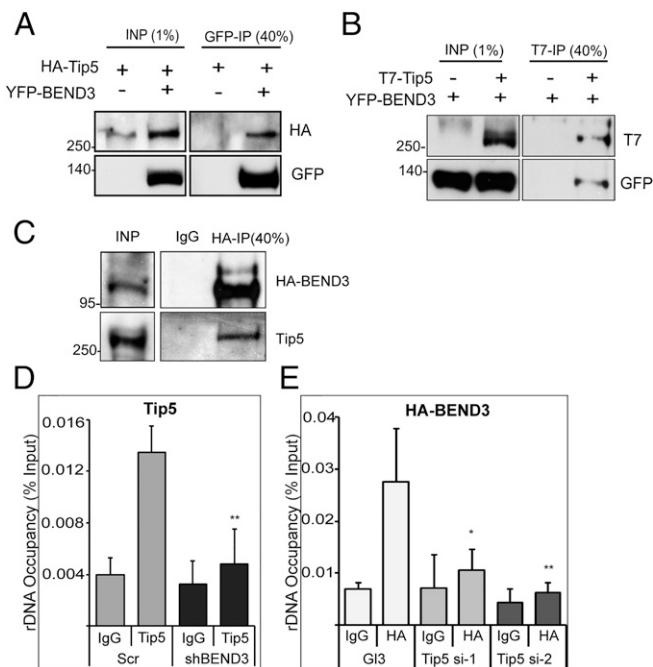 A
INP (1%) GFP-IP (40%)
HA-Tip5 + + + +
YFP-BEND3 - + - +
250- HA
140 GFP
B
INP (1%) T7-IP (40%)
T7-Tip5 - + - +
YFP-BEND3 + + + +
250- T7
140- GFP
C
INP IgG HA-IP(40%)
95- HA-BEND3
250- Tip5
D
Tip5
rDNA Occupancy (% Input)
0.016
0.012
0.008
0.004
**
IgG Tip5 IgG Tip5
Scr shBEND3
E
HA-BEND3
rDNA Occupancy (% Input)
0.04
0.03
0.02
0.01
* **
IgG HA IgG HA IgG HA
Gl3 Tip5 si-1 Tip5 si-2